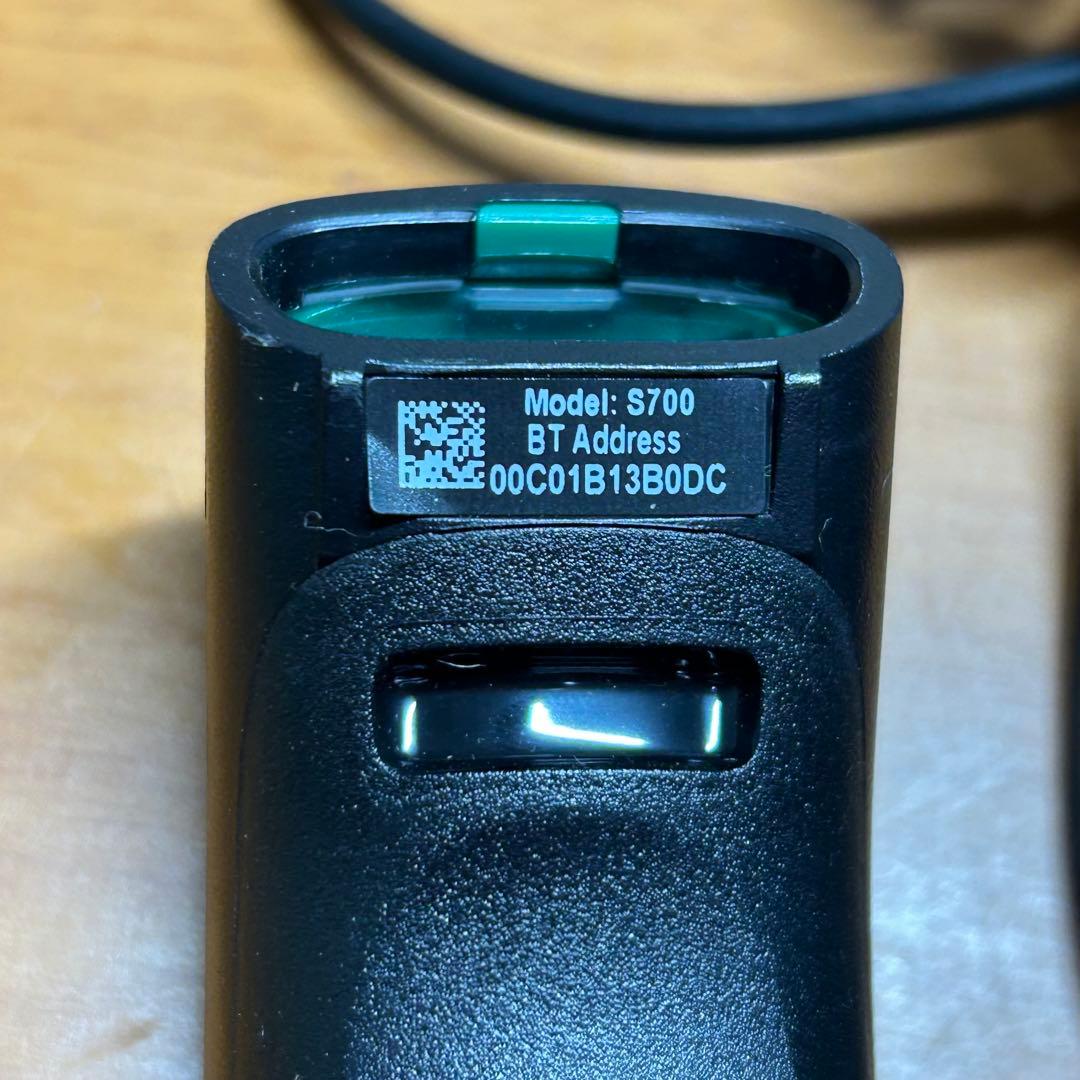 Model: S700
BT Address
00C01B13B0DC